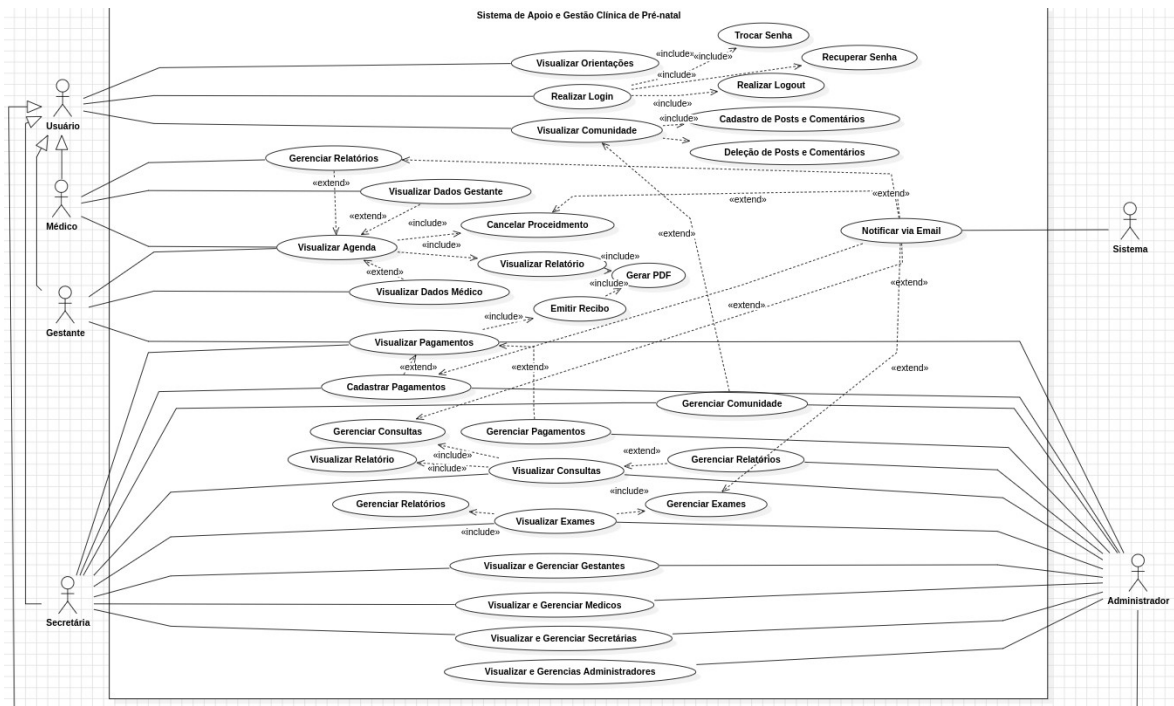 Sistema de Apoio e Gestão Clínica de Pré-natal
Trocar Senha
«include»
«include»
Recuperar Senha
Visualizar Orientações
«include»
Realizar Logout
Realizar Login
Usuário
«include»
Cadastro de Posts e Comentários
Visualizar Comunidade
«include»
Deleção de Posts e Comentários
Gerenciar Relatórios
«extend»
Visualizar Dados Gestante
«extend»
«extend»
Médico
«extend»
«include»
Cancelar Proceidmento
Notificar via Email
Sistema
«extend»
Visualizar Agenda
«include»
Visualizar Relatório
«include»
Gerar PDF
«extend»
«extend»
Visualizar Dados Médico
«include»
«extend»
«extend»
Emitir Recibo
«include»
Gestante
Visualizar Pagamentos
«extend»
«extend»
«extend»
Cadastrar Pagamentos
Gerenciar Comunidade
Gerenciar Consultas
Gerenciar Pagamentos
«include»
«extend»
Visualizar Relatório
«include»
Visualizar Consultas
Gerenciar Relatórios
«include»
Gerenciar Relatórios
Gerenciar Exames
Visualizar Exames
«include»
Visualizar e Gerenciar Gestantes
Visualizar e Gerenciar Medicos
Administrador
Secretária
Visualizar e Gerenciar Secretárias
Visualizar e Gerencias Administradores